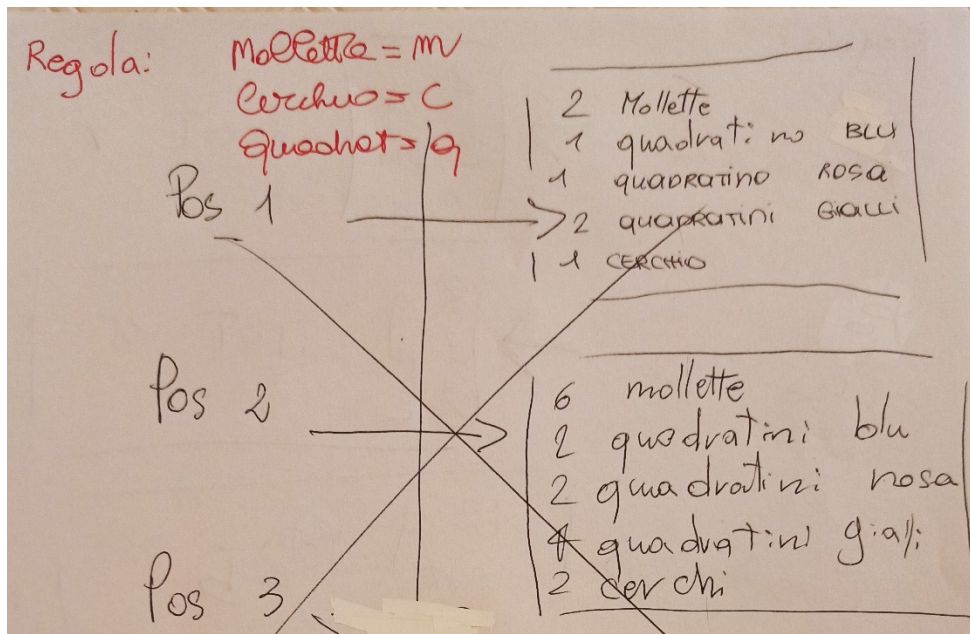 Regola: Mollette = m
Cerchio = C
Quadrat = q
Pos 1
2 Mollette
1 quadratino BLU
1 QUADRATINO ROSA
2 QUADRATINI GIALLI
1 CERCHIO
Pos 2
6 mollette
2 quadratini blu
2 quadratini rosa
4 quadratini gialli
2 cerchi
Pos 3